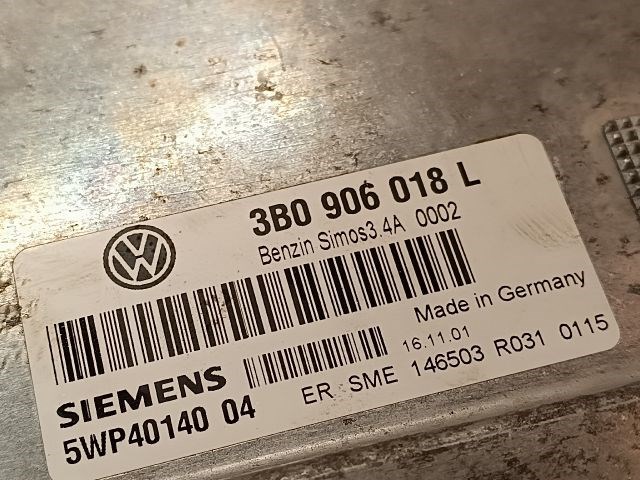 3B0 906 018 L
Benzin Simos3.4A 0002
Made in Germany
16.11.01
SIEMENS ER SME 146503 R031 0115
5WP40140 04